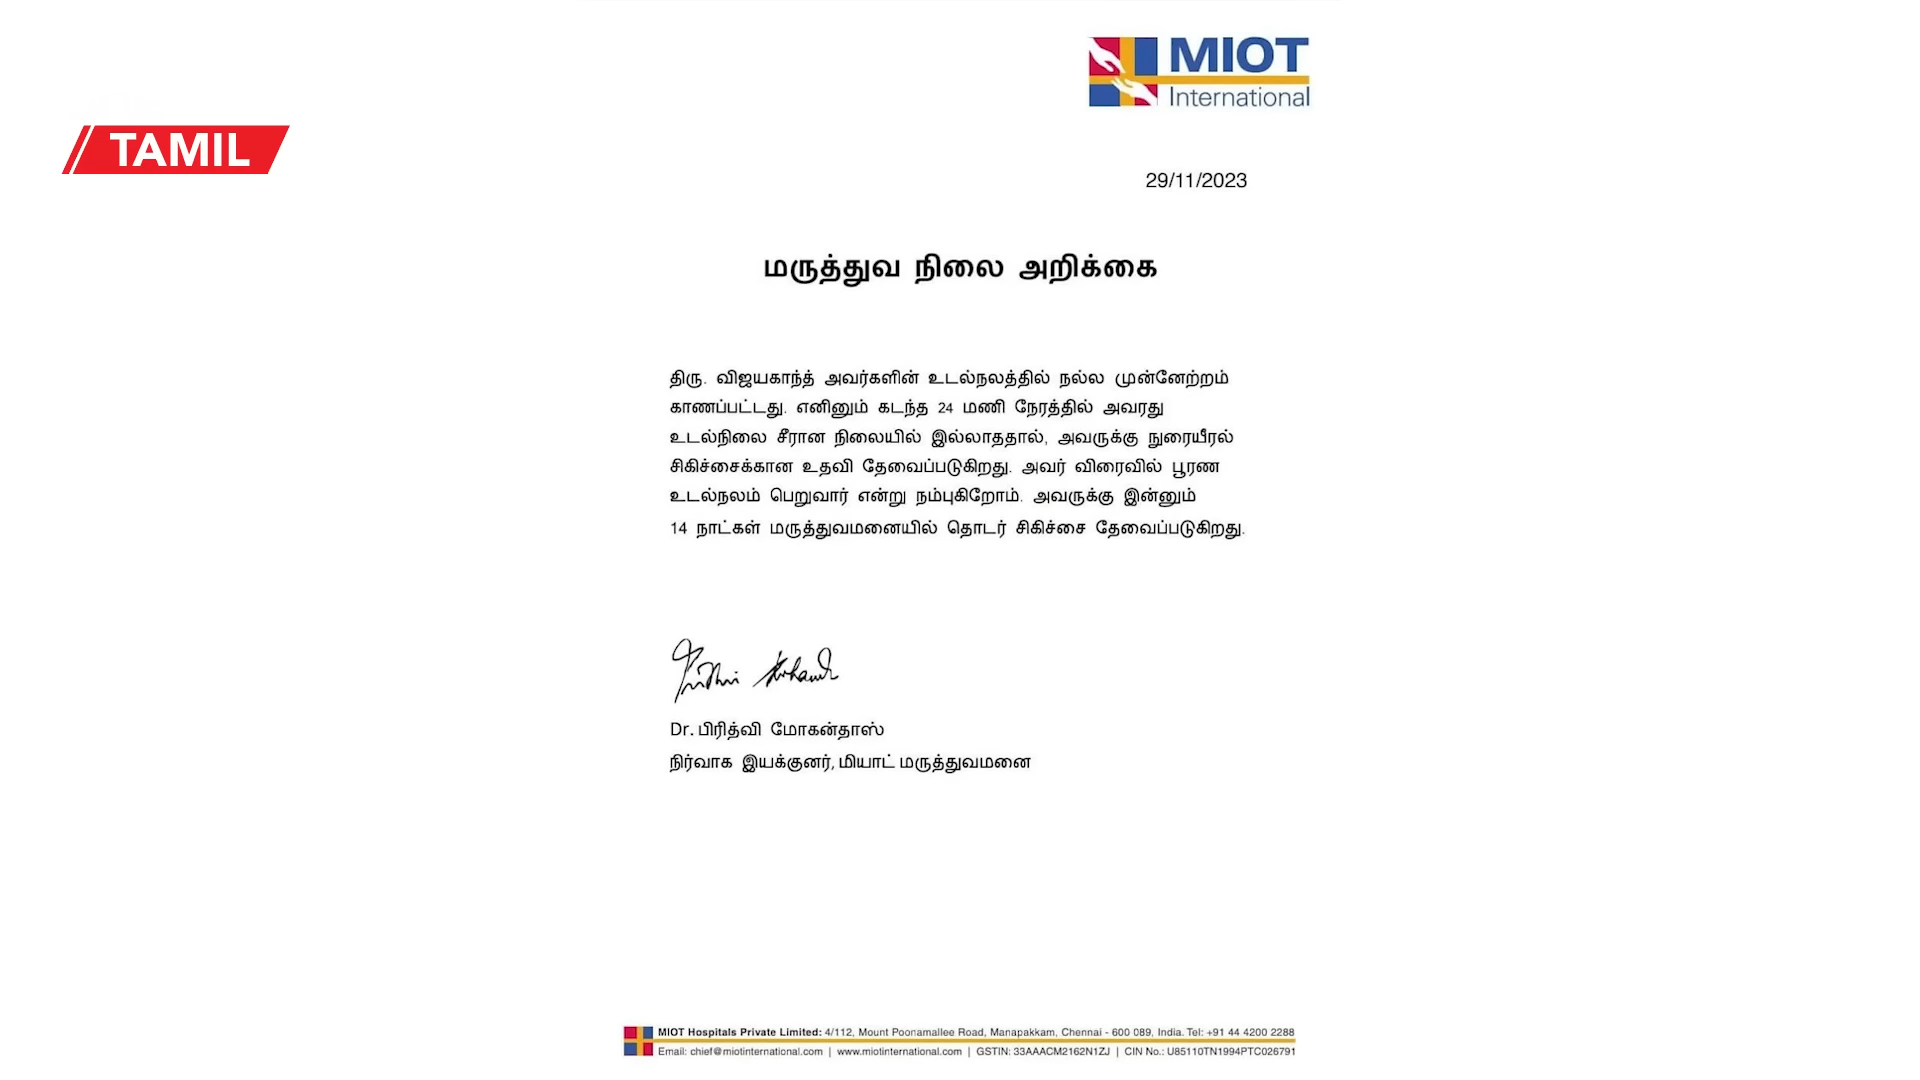 TAMIL
MIOT
International
29/11/2023
மருத்துவ நிலை அறிக்கை
திரு. விஜயகாந்த் அவர்களின் உடல்நலத்தில் நல்ல முன்னேற்றம்
காணப்பட்டது. எனினும் கடந்த 24 மணி நேரத்தில் அவரது
உடல்நிலை சீரான நிலையில் இல்லாததால், அவருக்கு நுரையீரல்
சிகிச்சைக்கான உதவி தேவைப்படுகிறது. அவர் விரைவில் பூரண
உடல்நலம் பெறுவார் என்று நம்புகிறோம். அவருக்கு இன்னும்
14 நாட்கள் மருத்துவமனையில் தொடர் சிகிச்சை தேவைப்படுகிறது.
Dr. பிரித்வி மோகன்தாஸ்
நிர்வாக இயக்குனர், மியாட் மருத்துவமனை
MIOT Hospitals Private Limited: 4/112, Mount Poonamallee Road, Manapakkam, Chennai - 600 089, India. Tel: +91 44 4200 2288
Email: chief@miotinternational.com | www.miotinternational.com | GSTIN: 33AAACM2162N1ZJ | CIN No.: U85110TN1994PTC026791